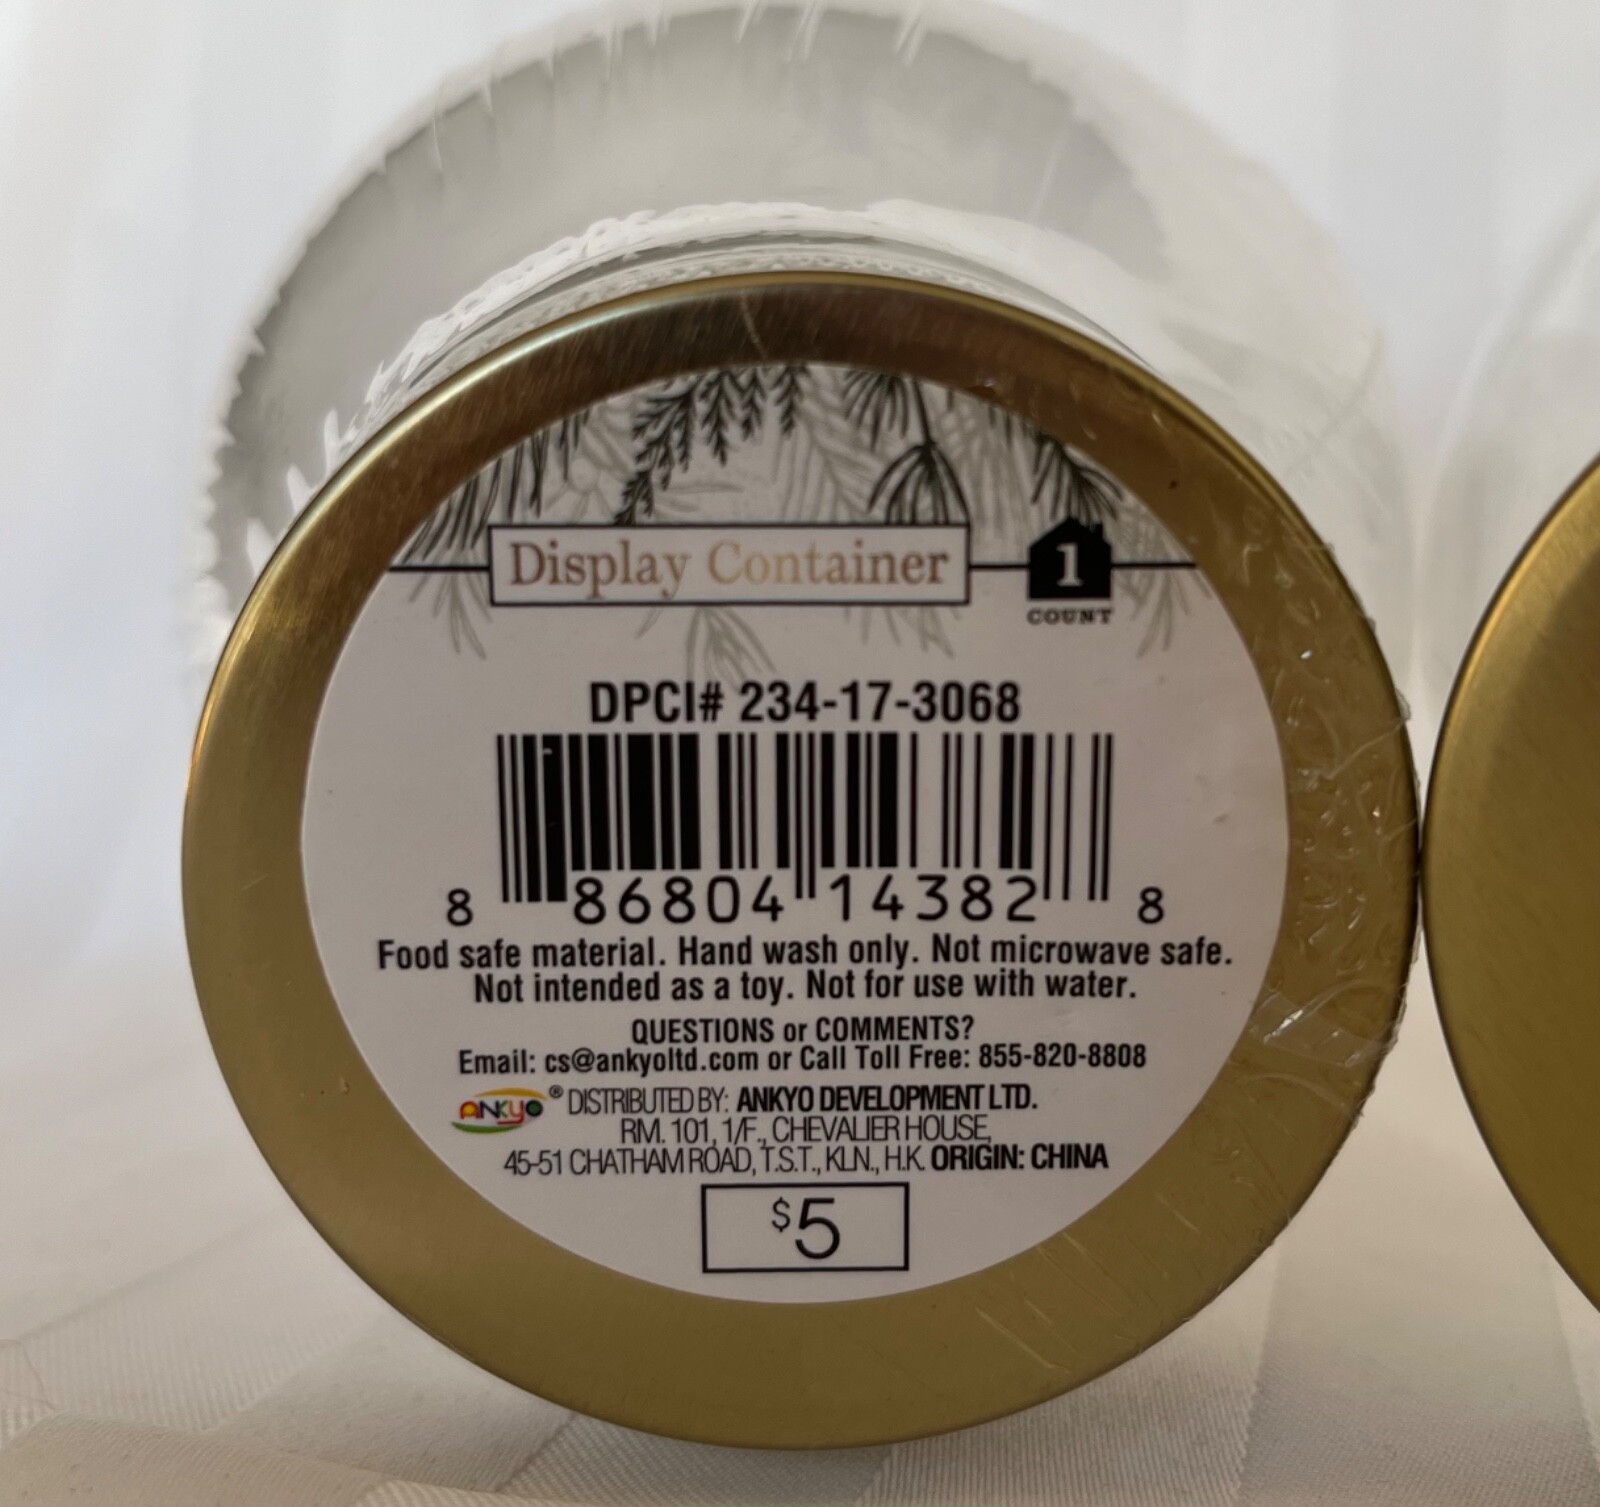 Display Container
1
COUNT
DPCI# 234-17-3068
8 86804 14382 8
Food safe material. Hand wash only. Not microwave safe.
Not intended as a toy. Not for use with water.
QUESTIONS or COMMENTS?
Email: cs@ankyoltd.com or Call Toll Free: 855-820-8808
ANKYO® DISTRIBUTED BY: ANKYO DEVELOPMENT LTD.
RM. 101, 1/F., CHEVALIER HOUSE,
45-51 CHATHAM ROAD, T.S.T., KLN., H.K. ORIGIN: CHINA
$5